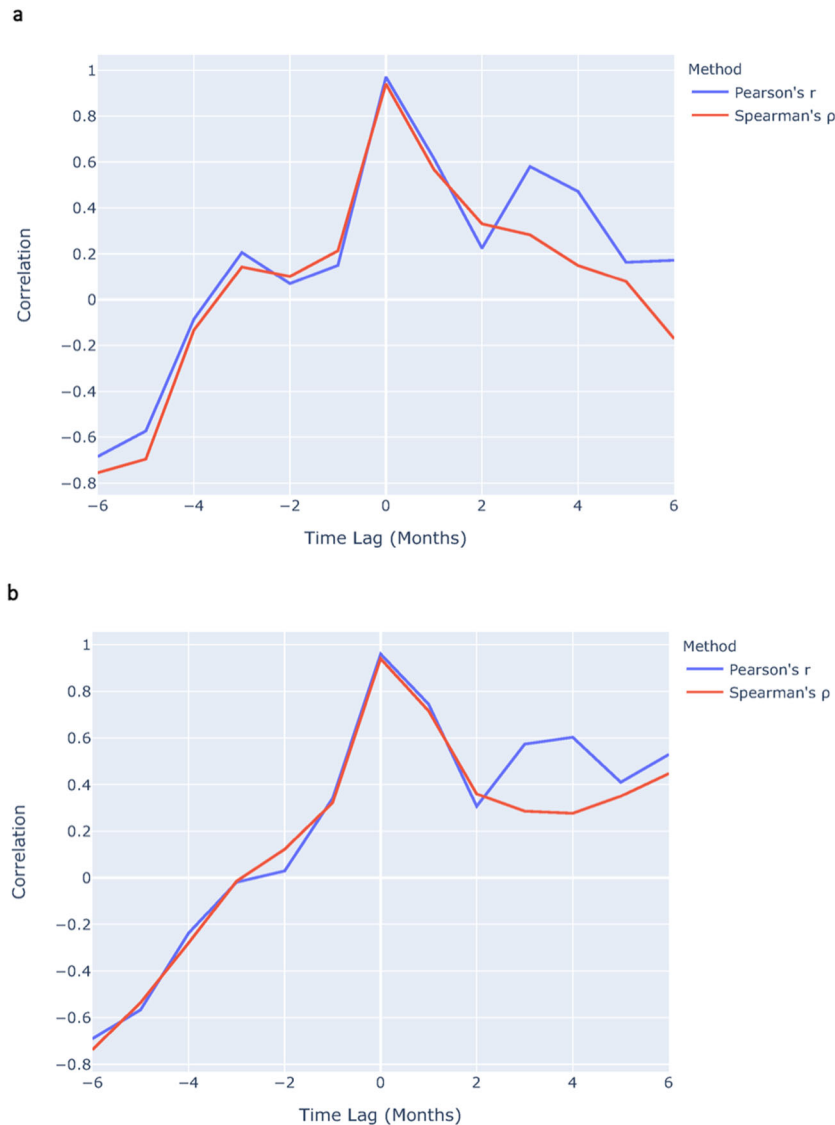 a
Method
Pearson's r
Spearman's ρ
1
0.8
0.6
0.4
0.2
0
−0.2
−0.4
−0.6
−0.8
Correlation
−6 −4 −2 0 2 4 6
Time Lag (Months)
b
Method
Pearson's r
Spearman's ρ
1
0.8
0.6
0.4
0.2
0
−0.2
−0.4
−0.6
−0.8
Correlation
−6 −4 −2 0 2 4 6
Time Lag (Months)